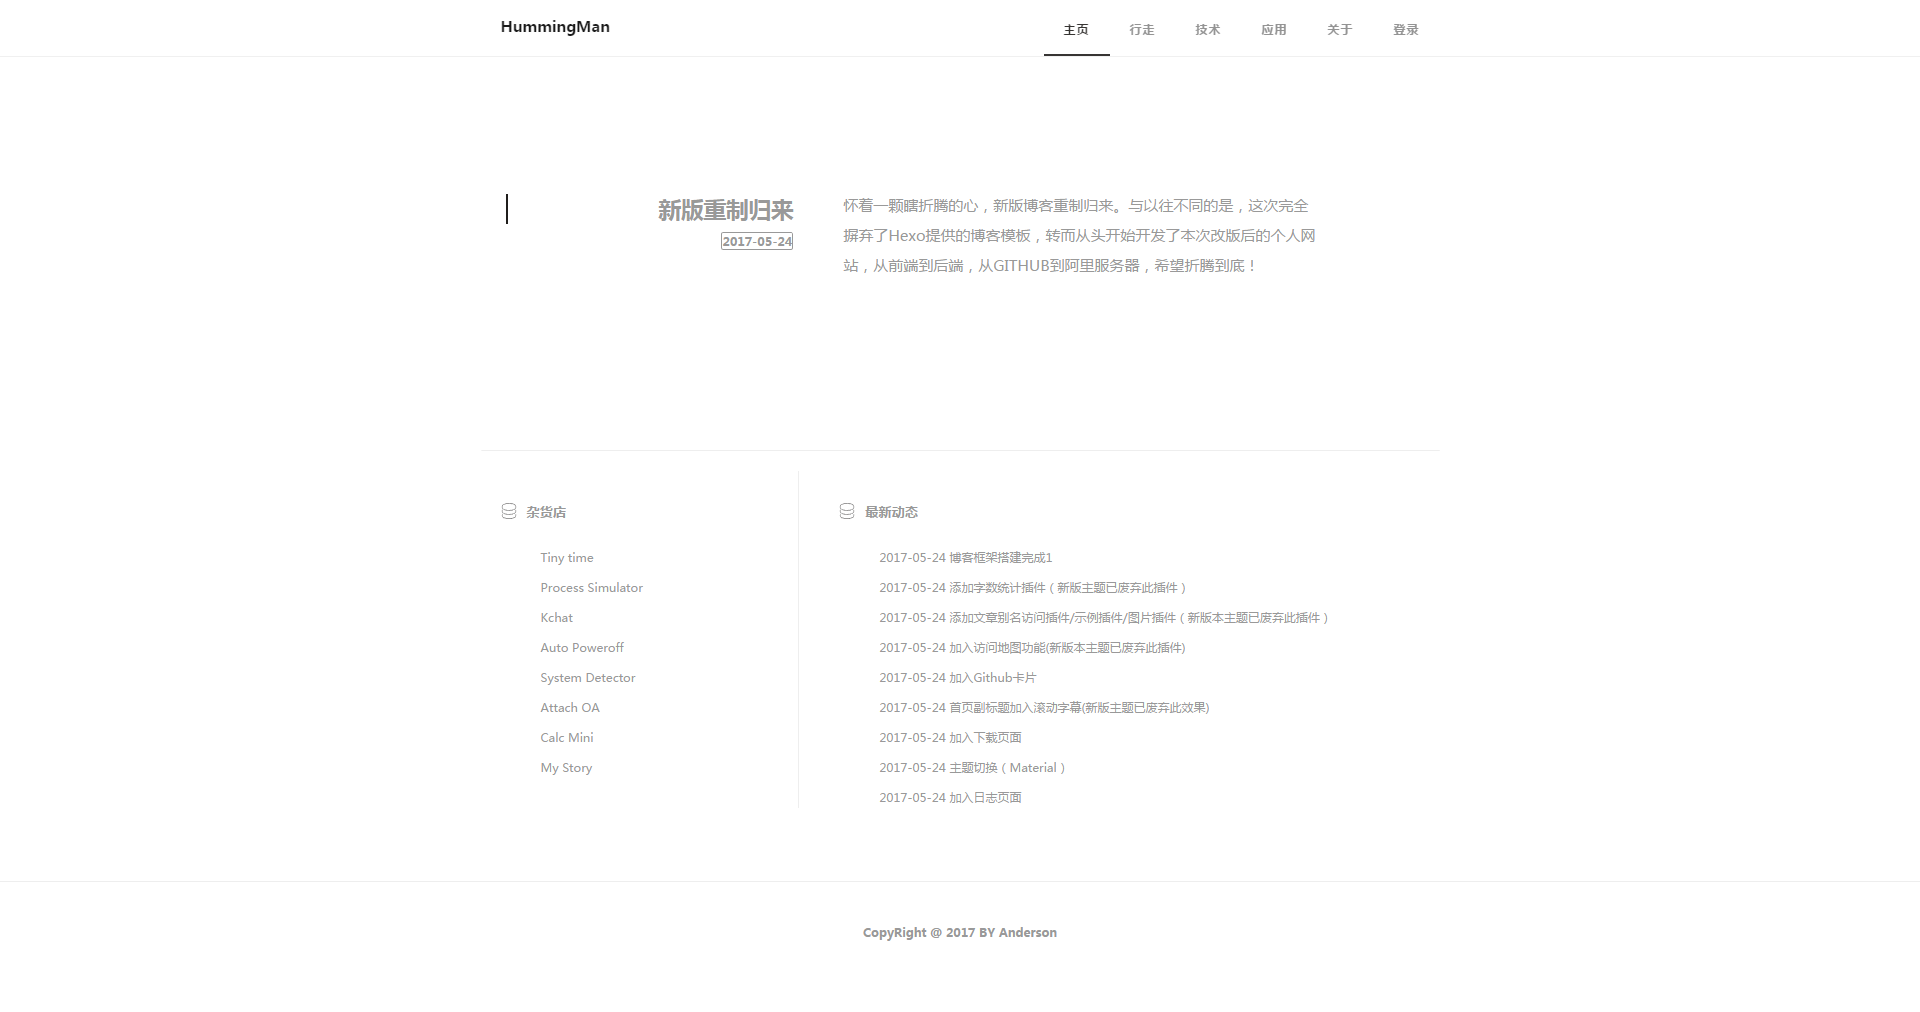 HummingMan
主页 行走 技术 应用 关于 登录
新版重制归来
2017-05-24
怀着一颗瞎折腾的心，新版博客重制归来。与以往不同的是，这次完全
摒弃了Hexo提供的博客模板，转而从头开始开发了本次改版后的个人网
站，从前端到后端，从GITHUB到阿里服务器，希望折腾到底！
杂货店
Tiny time
Process Simulator
Kchat
Auto Poweroff
System Detector
Attach OA
Calc Mini
My Story
最新动态
2017-05-24 博客框架搭建完成1
2017-05-24 添加字数统计插件（新版主题已废弃此插件）
2017-05-24 添加文章别名访问插件/示例插件/图片插件（新版本主题已废弃此插件）
2017-05-24 加入访问地图功能(新版本主题已废弃此插件)
2017-05-24 加入Github卡片
2017-05-24 首页副标题加入滚动字幕(新版主题已废弃此效果)
2017-05-24 加入下载页面
2017-05-24 主题切换（Material）
2017-05-24 加入日志页面
CopyRight @ 2017 BY Anderson